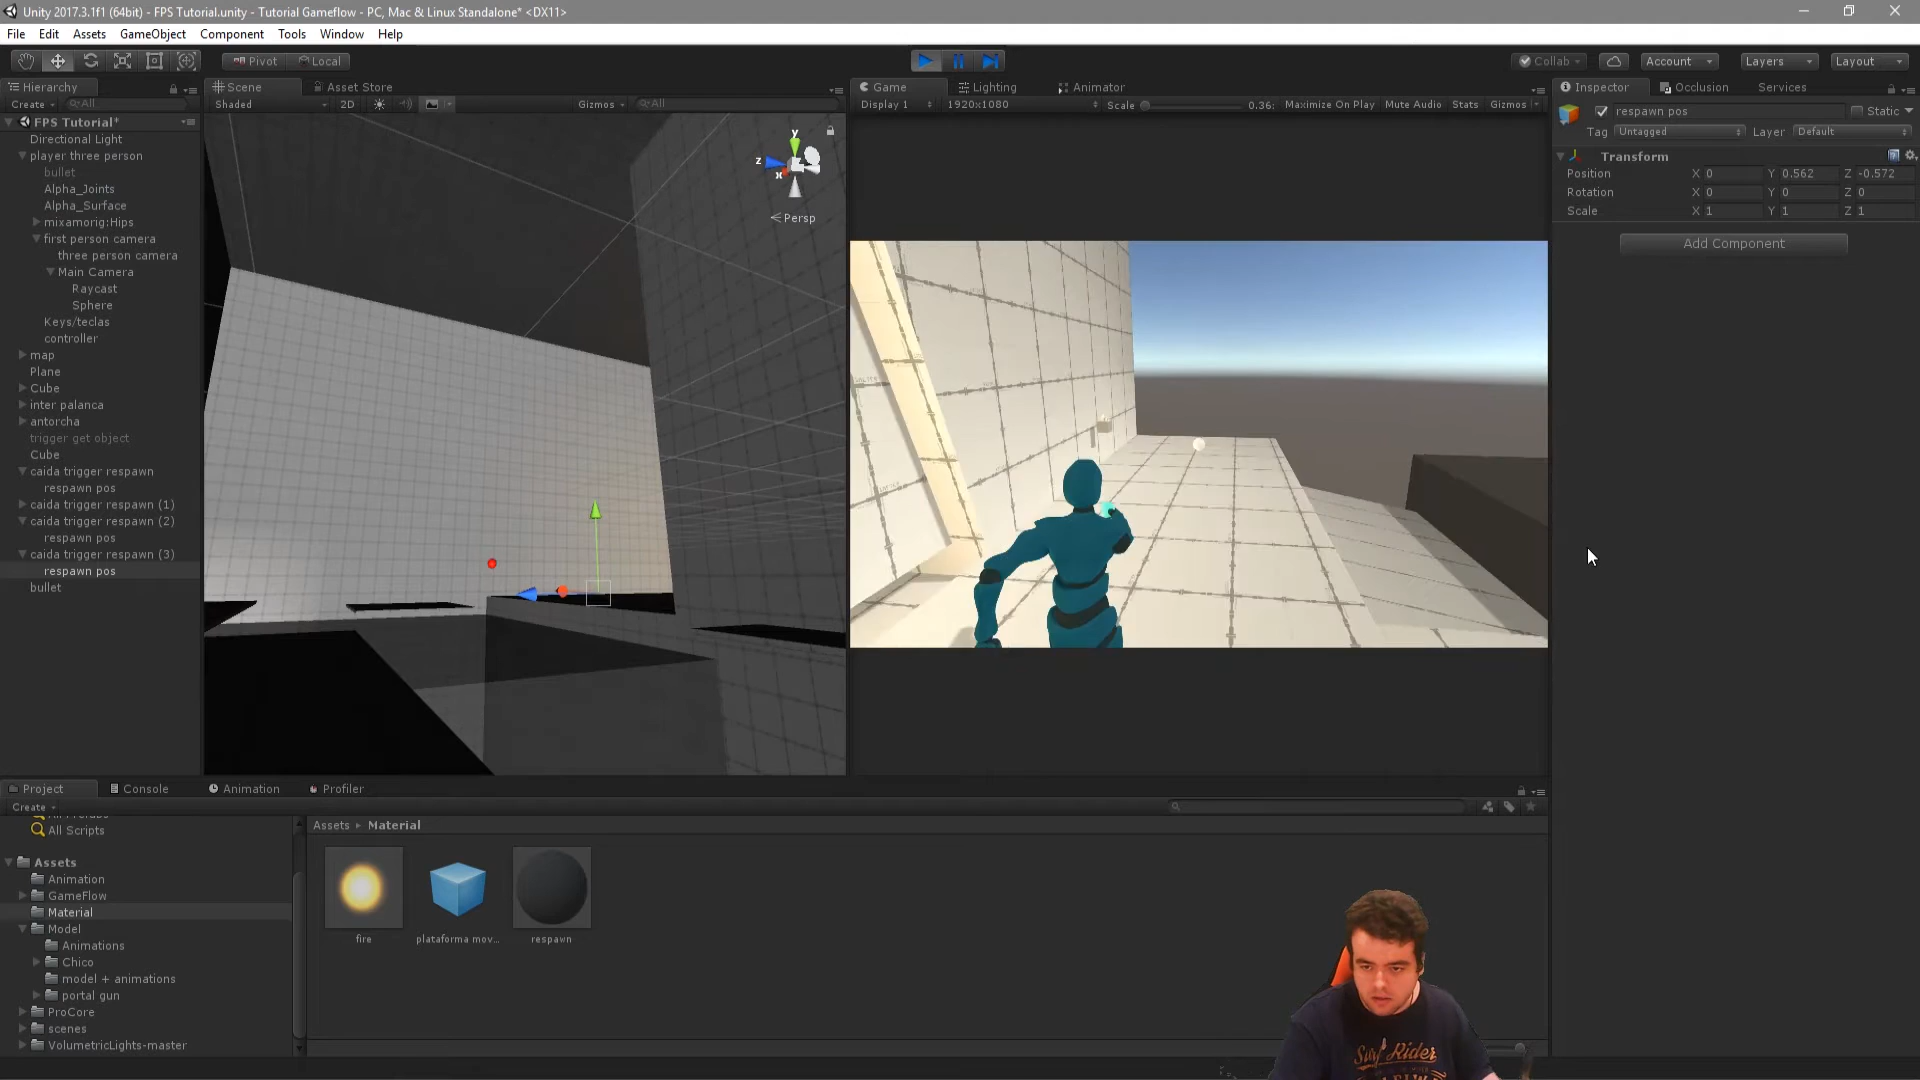 Unity 2017.3.1f1 (64bit) - FPS Tutorial.unity - Tutorial Gameflow - PC, Mac & Linux Standalone* <DX11>
File Edit Assets GameObject Component Tools Window Help
Pivot Local Collab Account Layers Layout
Hierarchy Scene Asset Store Game Lighting Animator Inspector Occlusion Services
Create All Shaded 2D Gizmos All Display 1 1920x1080 Scale 0.36: Maximize On Play Mute Audio Stats Gizmos
respawn pos Static
Tag Untagged Layer Default
Transform
Position X 0 Y 0.562 Z -0.572
Rotation X 0 Y 0 Z 0
Scale X 1 Y 1 Z 1
Add Component
FPS Tutorial*
Directional Light
player three person
bullet
Alpha_Joints
Alpha_Surface
mixamorig:Hips
first person camera
three person camera
Main Camera
Raycast
Sphere
Keys/teclas
controller
map
Plane
Cube
inter palanca
antorcha
trigger get object
Cube
caida trigger respawn
respawn pos
caida trigger respawn (1)
caida trigger respawn (2)
respawn pos
caida trigger respawn (3)
respawn pos
bullet
y
z
x
Persp
Project Console Animation Profiler
Create
All Scripts
Assets
Animation
GameFlow
Material
Model
Animations
Chico
model + animations
portal gun
ProCore
scenes
VolumetricLights-master
Assets Material
fire plataforma mov... respawn
Surf Rider